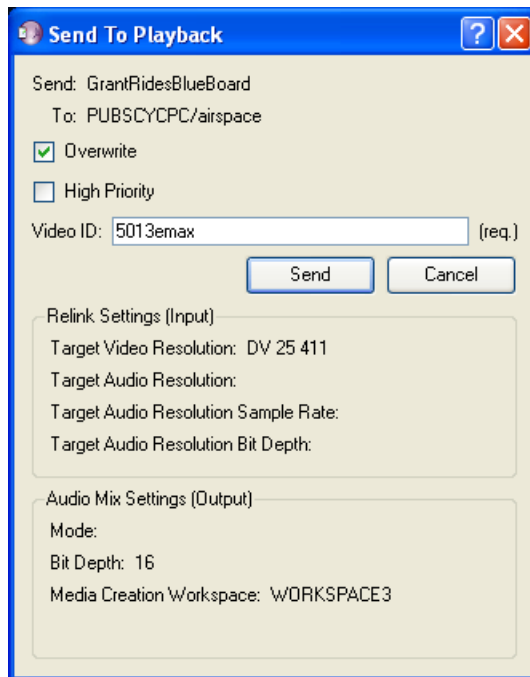 Send To Playback
Send: GrantRidesBlueBoard
To: PUBSCYCPC/airspace
Overwrite
High Priority
Video ID: 5013emax (req.)
Send Cancel
Relink Settings (Input)
Target Video Resolution: DV 25 411
Target Audio Resolution:
Target Audio Resolution Sample Rate:
Target Audio Resolution Bit Depth:
Audio Mix Settings (Output)
Mode:
Bit Depth: 16
Media Creation Workspace: WORKSPACE3